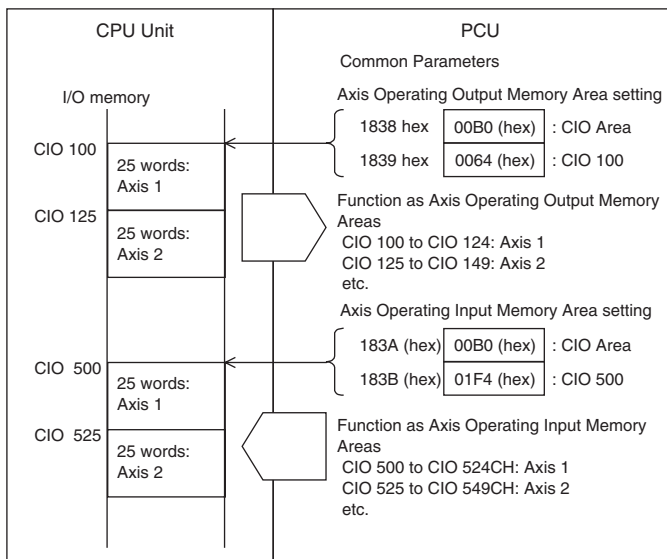 CPU Unit
PCU
Common Parameters
I/O memory
Axis Operating Output Memory Area setting
1838 hex 00B0 (hex) : CIO Area
CIO 100
1839 hex 0064 (hex) : CIO 100
25 words:
Axis 1
CIO 125
25 words:
Axis 2
Function as Axis Operating Output Memory
Areas
CIO 100 to CIO 124: Axis 1
CIO 125 to CIO 149: Axis 2
etc.
Axis Operating Input Memory Area setting
183A (hex) 00B0 (hex) : CIO Area
CIO 500
183B (hex) 01F4 (hex) : CIO 500
25 words:
Axis 1
CIO 525
25 words:
Axis 2
Function as Axis Operating Input Memory
Areas
CIO 500 to CIO 524CH: Axis 1
CIO 525 to CIO 549CH: Axis 2
etc.